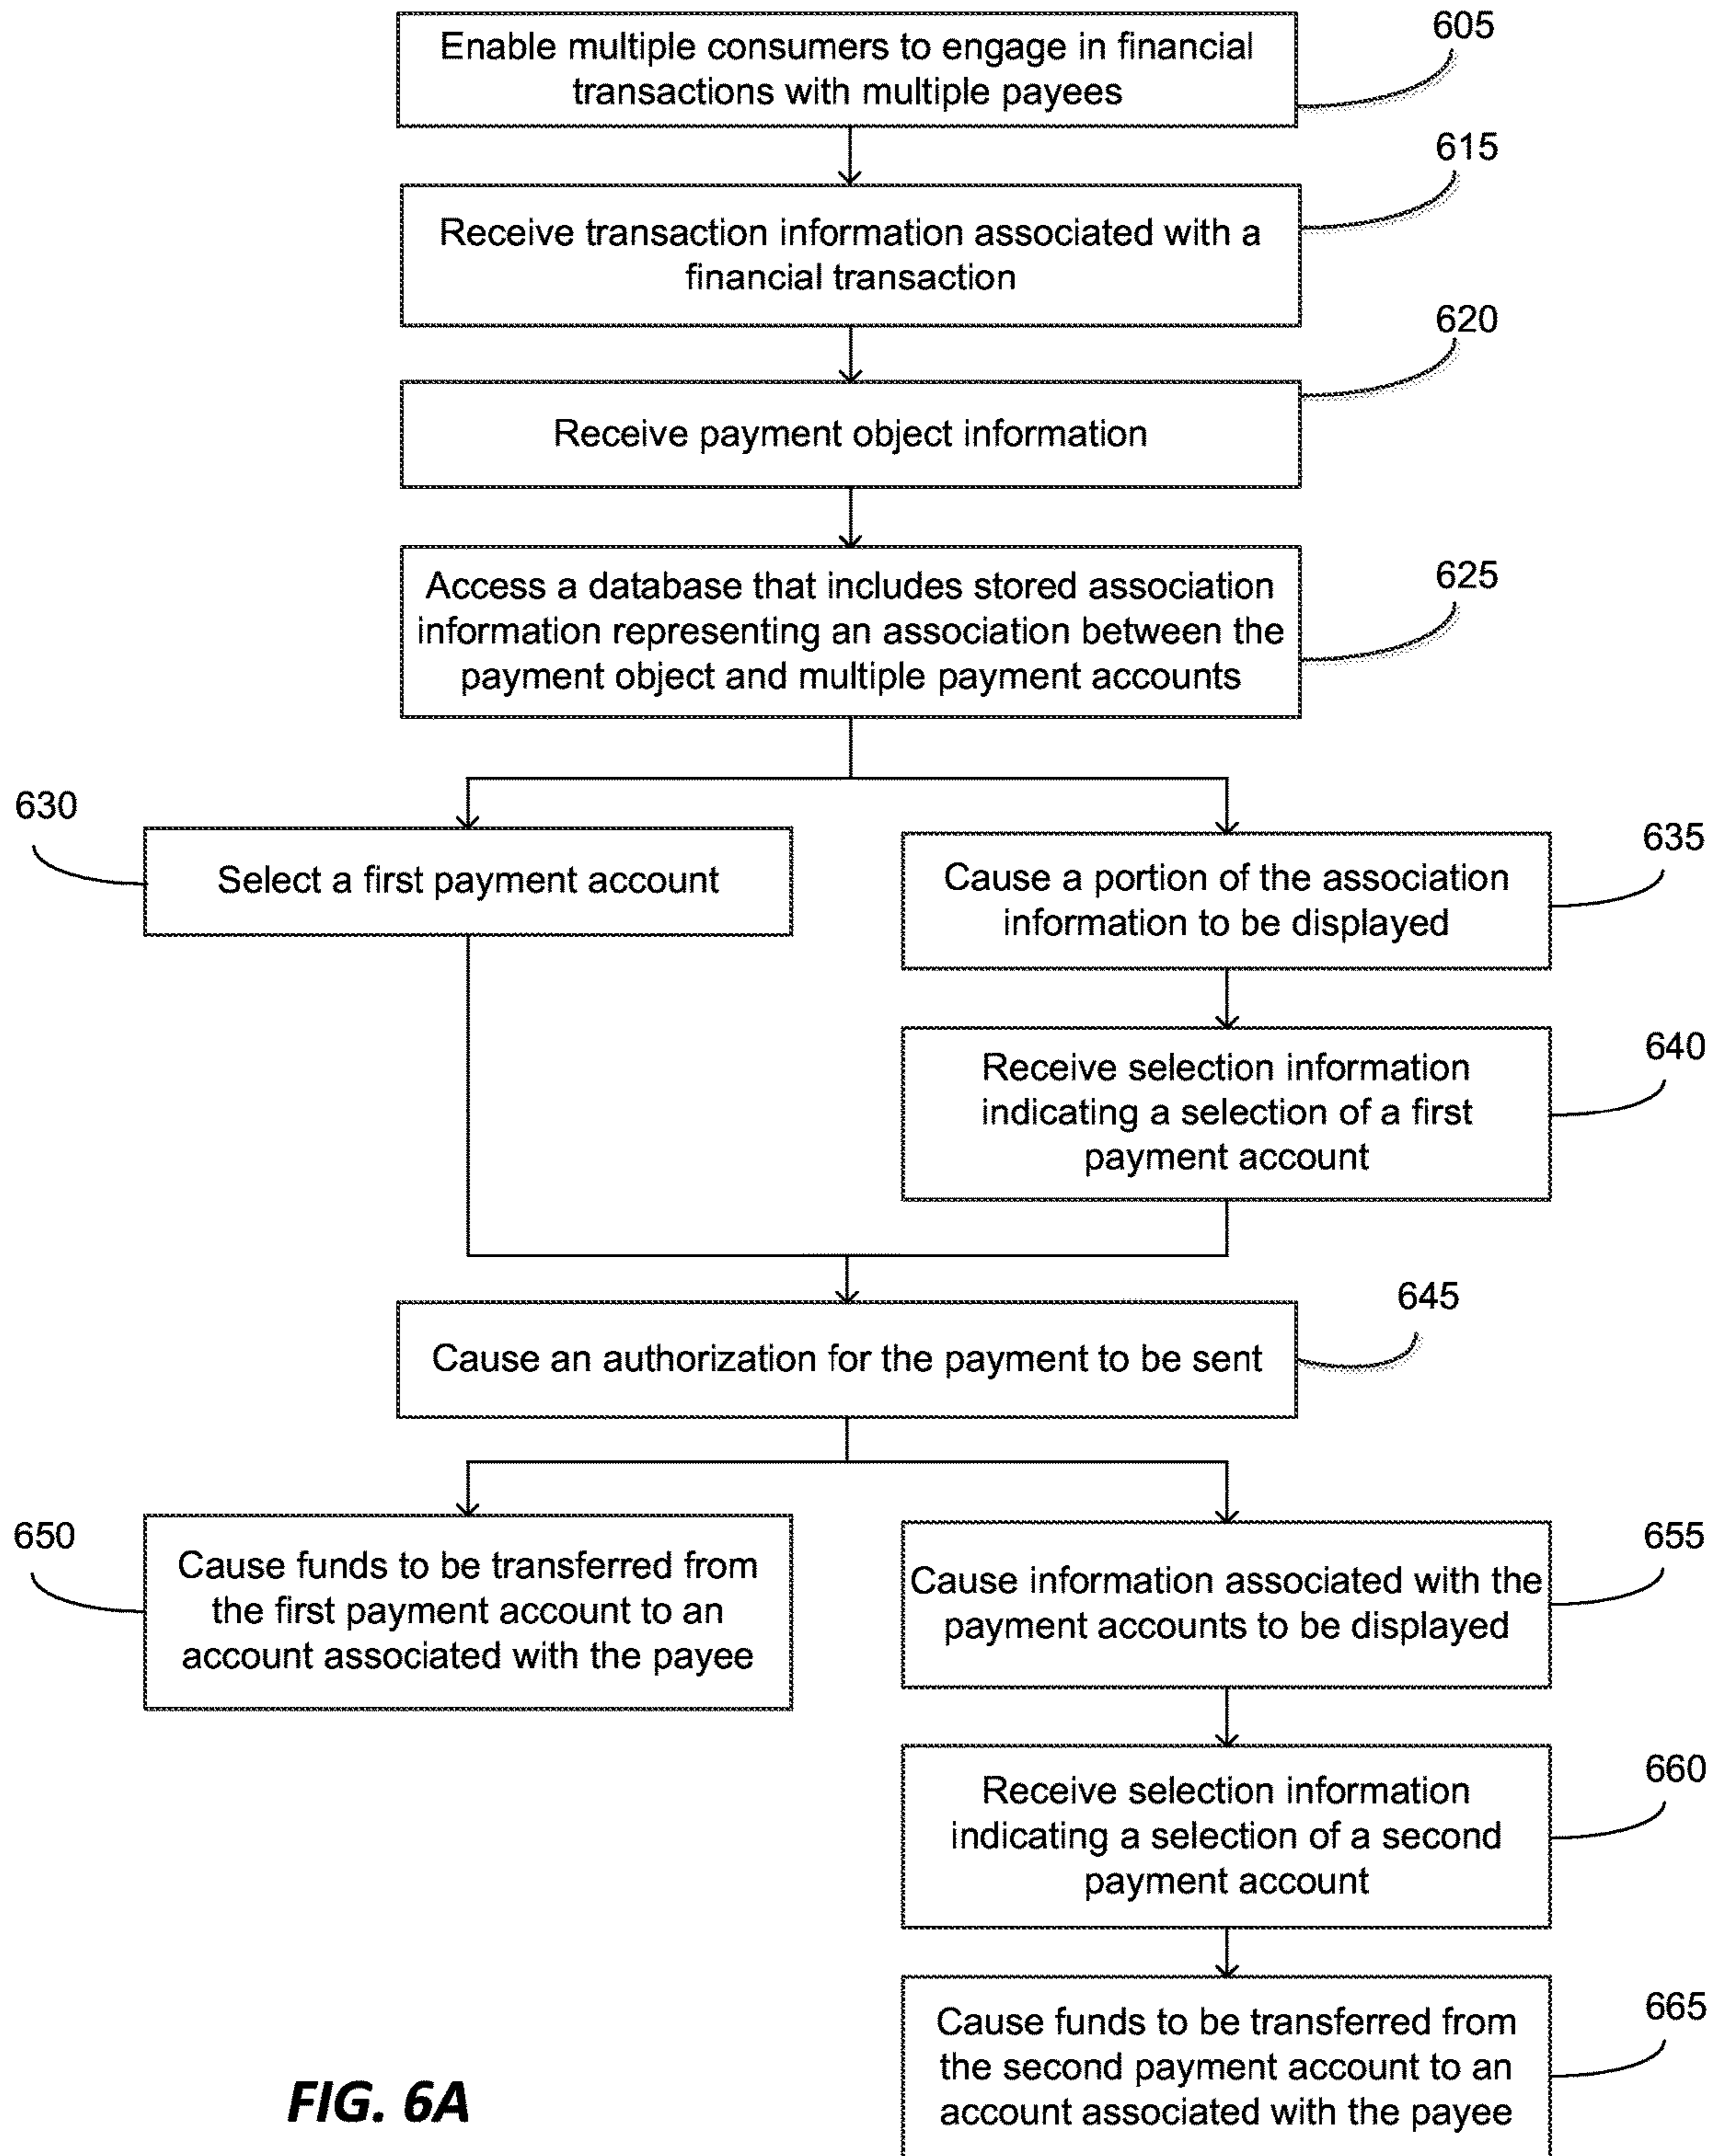 605
Enable multiple consumers to engage in financial
transactions with multiple payees
615
Receive transaction information associated with a
financial transaction
620
Receive payment object information
625
Access a database that includes stored association
information representing an association between the
payment object and multiple payment accounts
630
Select a first payment account
635
Cause a portion of the association
information to be displayed
640
Receive selection information
indicating a selection of a first
payment account
645
Cause an authorization for the payment to be sent
650
Cause funds to be transferred from
the first payment account to an
account associated with the payee
655
Cause information associated with the
payment accounts to be displayed
660
Receive selection information
indicating a selection of a second
payment account
665
Cause funds to be transferred from
the second payment account to an
account associated with the payee
FIG. 6A